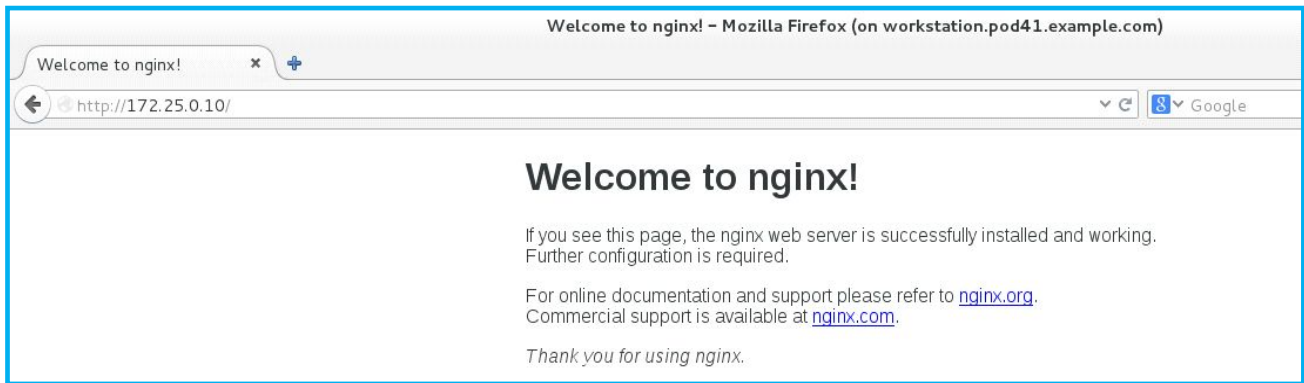 Welcome to nginx! – Mozilla Firefox (on workstation.pod41.example.com)
Welcome to nginx!
http://172.25.0.10/
8 Google
Welcome to nginx!
If you see this page, the nginx web server is successfully installed and working.
Further configuration is required.
For online documentation and support please refer to nginx.org.
Commercial support is available at nginx.com.
Thank you for using nginx.